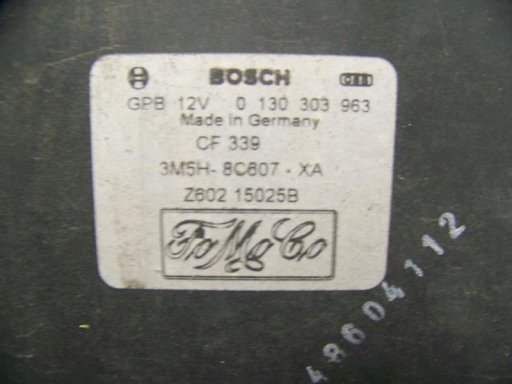 BOSCH
GPB 12V 0 130 303 963
Made in Germany
CF 339
3M5H- 8C607 - XA
Z602 15025B
FoMoCo
48604112